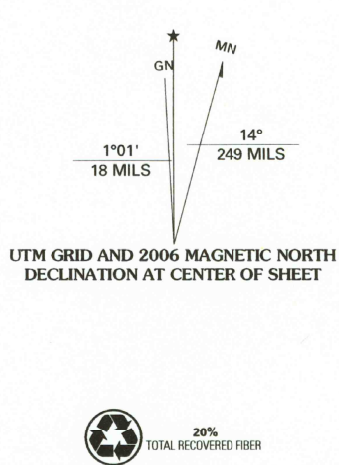 ★
MN
GN
1°01'
18 MILS
14°
249 MILS
UTM GRID AND 2006 MAGNETIC NORTH
DECLINATION AT CENTER OF SHEET
20%
TOTAL RECOVERED FIBER